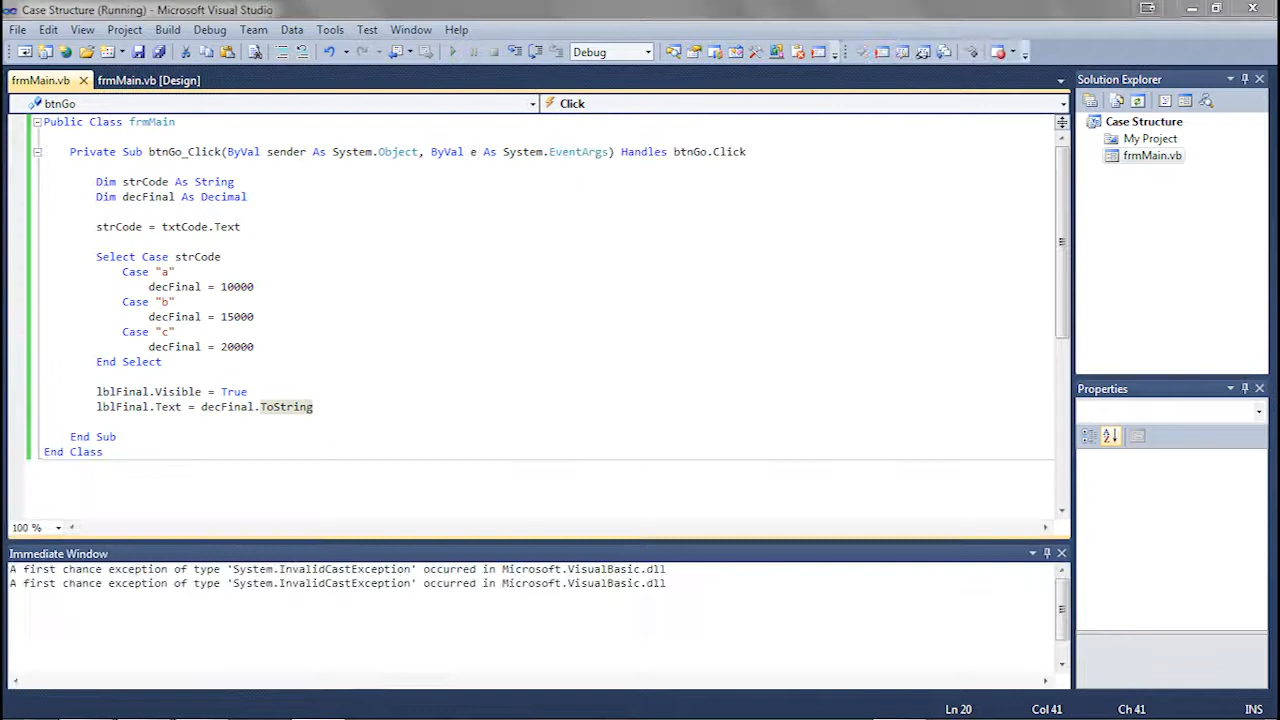 Case Structure (Running) - Microsoft Visual Studio
File Edit View Project Build Debug Team Data Tools Test Window Help
Debug
frmMain.vb frmMain.vb [Design]
btnGo Click
Public Class frmMain
Private Sub btnGo_Click(ByVal sender As System.Object, ByVal e As System.EventArgs) Handles btnGo.Click
Dim strCode As String
Dim decFinal As Decimal
strCode = txtCode.Text
Select Case strCode
Case "a"
decFinal = 10000
Case "b"
decFinal = 15000
Case "c"
decFinal = 20000
End Select
lblFinal.Visible = True
lblFinal.Text = decFinal.ToString
End Sub
End Class
100 %
Immediate Window
A first chance exception of type 'System.InvalidCastException' occurred in Microsoft.VisualBasic.dll
A first chance exception of type 'System.InvalidCastException' occurred in Microsoft.VisualBasic.dll
Solution Explorer
Case Structure
My Project
frmMain.vb
Properties
Ln 20 Col 41 Ch 41 INS